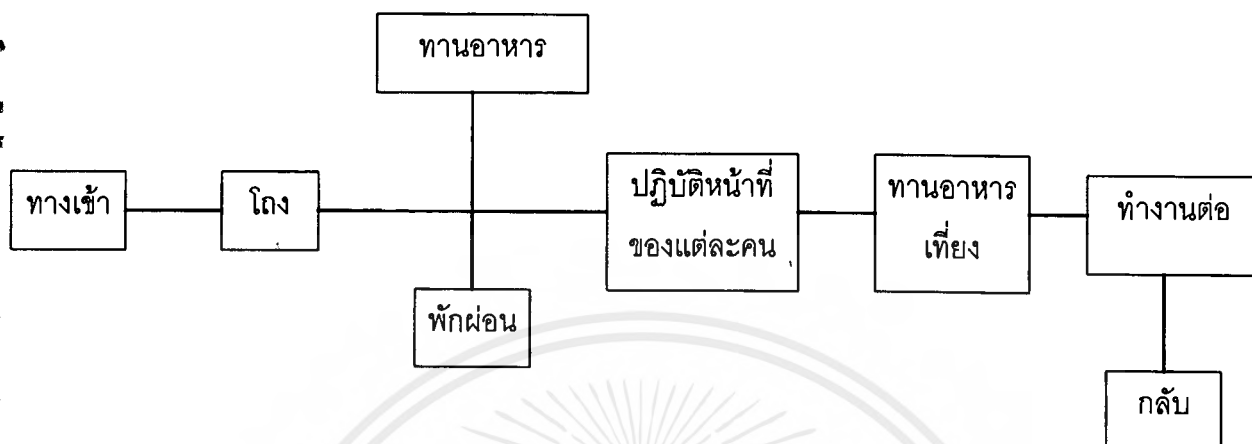 ทานอาหาร
ทางเข้า
โถง
ปฏิบัติหน้าที่
ของแต่ละคน
ทานอาหาร
เที่ยง
ทำงานต่อ
พักผ่อน
กลับ